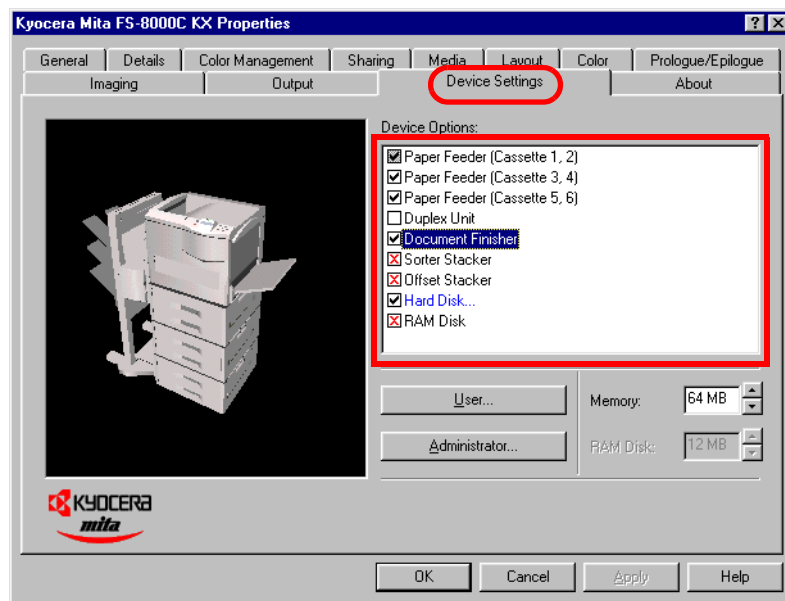 Kyocera Mita FS-8000C KX Properties
General Details Color Management Sharing Media Layout Color Prologue/Epilogue
Imaging Output Device Settings About
Device Options:
Paper Feeder (Cassette 1, 2)
Paper Feeder (Cassette 3, 4)
Paper Feeder (Cassette 5, 6)
Duplex Unit
Document Finisher
Sorter Stacker
Offset Stacker
Hard Disk...
RAM Disk
User... Memory: 64 MB
Administrator... RAM Disk: 12 MB
KYOCERA
mita
OK Cancel Apply Help